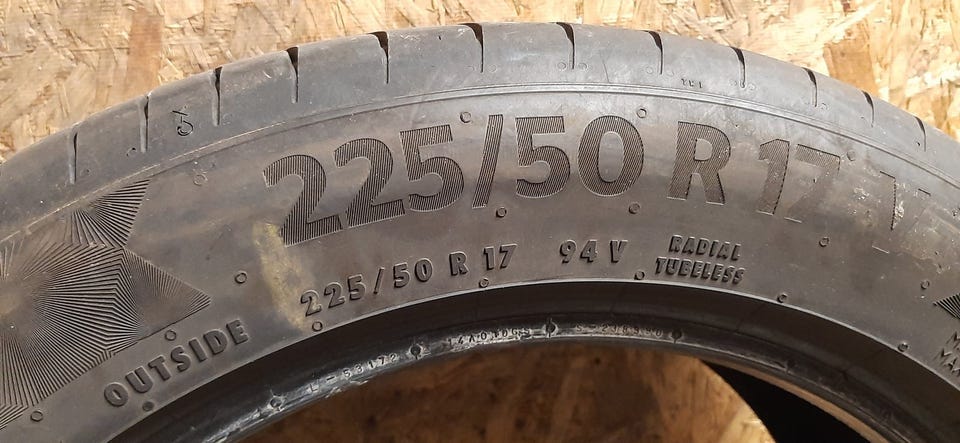 225/50 R 17 V
225/50 R 17 94 V RADIAL
TUBELESS
OUTSIDE